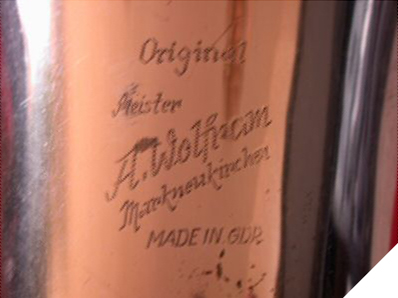 Original
Meister
A. Wolfram
Markneukirchen
MADE IN GDR